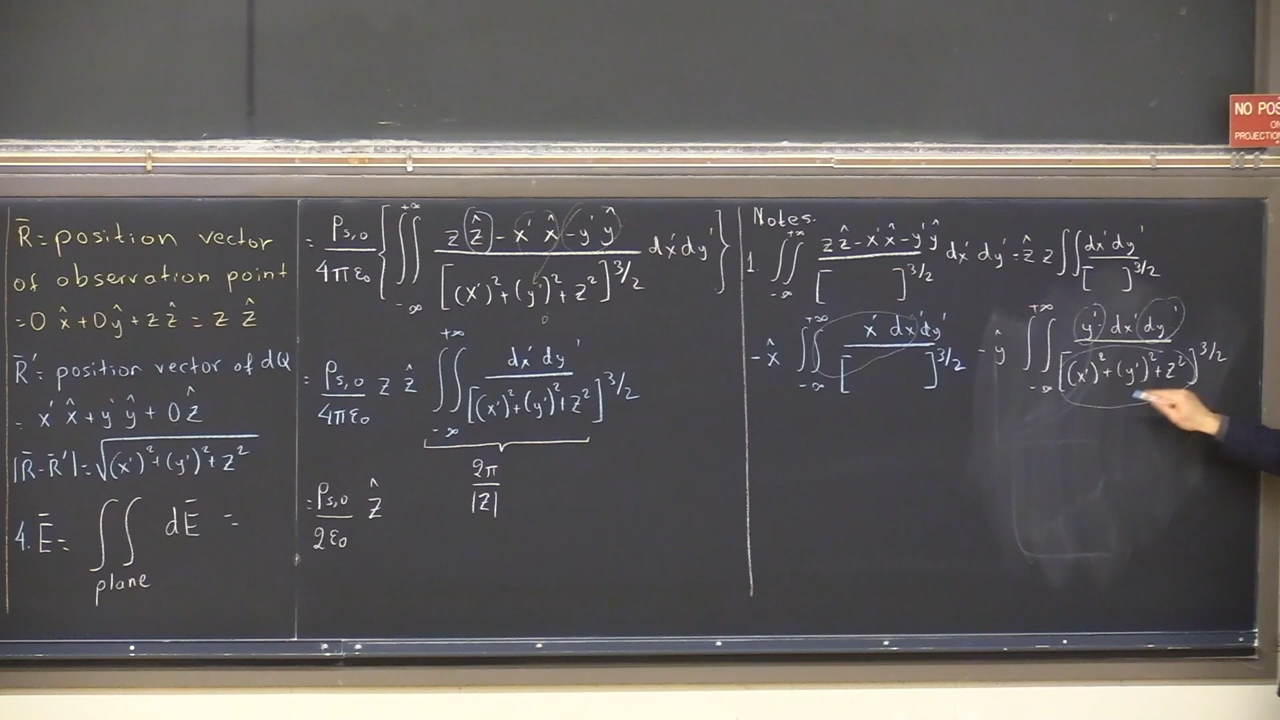 R̄ = position vector
of observation point
= 0 x̂ + 0 ŷ + z ẑ = z ẑ
R̄' = position vector of dQ
= x' x̂ + y' ŷ + 0 ẑ
|R̄ - R̄'| = √((x')² + (y')² + z²)
4. Ē = ∬ dĒ =
plane
= ρs,0 / 4πε₀ { ∬ -∞ +∞ (z ẑ - x' x̂ - y' ŷ) / [(x')² + (y')² + z²]^3/2 dx' dy' }
0
= ρs,0 / 4πε₀ z ẑ ∬ -∞ +∞ dx' dy' / [(x')² + (y')² + z²]^3/2
2π / |z|
= ρs,0 / 2ε₀ ẑ
Notes.
1. ∬ -∞ +∞ (z ẑ - x' x̂ - y' ŷ) / [ ]^3/2 dx' dy' = ẑ z ∬ dx' dy' / [ ]^3/2
- x̂ ∬ -∞ +∞ x' dx' dy' / [ ]^3/2 - ŷ ∬ -∞ +∞ y' dx' dy' / [(x')² + (y')² + z²]^3/2
NO POS
ON
PROJECTION